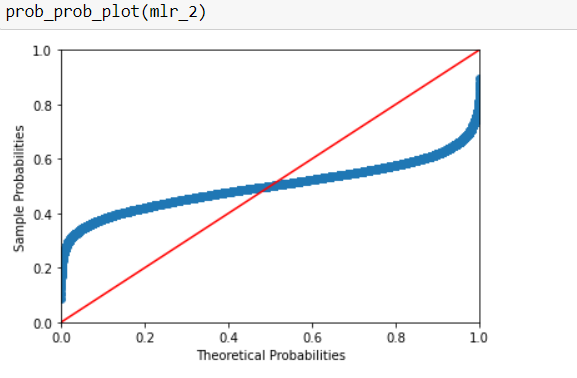 prob_prob_plot(mlr_2)
1.0
0.8
0.6
0.4
0.2
0.0
Sample Probabilities
0.0 0.2 0.4 0.6 0.8 1.0
Theoretical Probabilities